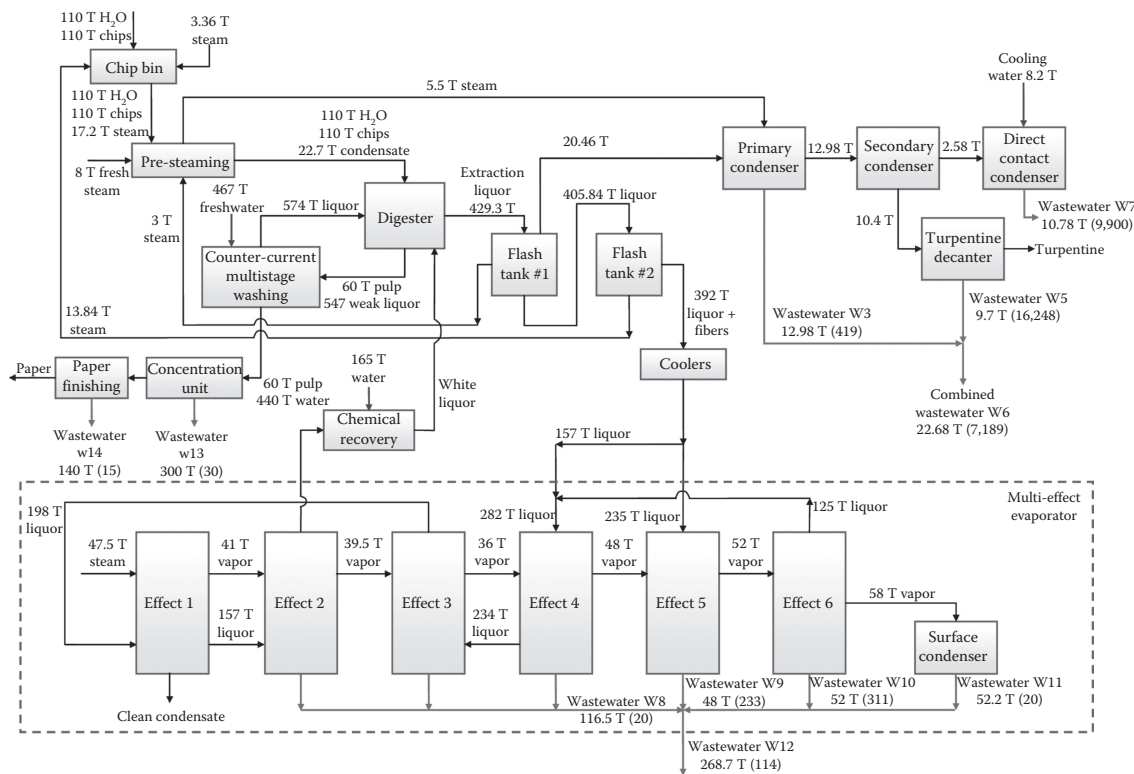 110 T H2O
110 T chips
3.36 T
steam
Chip bin
110 T H2O
110 T chips
17.2 T steam
5.5 T steam
Cooling
water 8.2 T
110 T H2O
110 T chips
22.7 T condensate
Pre-steaming
8 T fresh
steam
20.46 T
Primary
condenser
12.98 T
Secondary
condenser
2.58 T
Direct
contact
condenser
467 T
freshwater
574 T liquor
Digester
Extraction
liquor
429.3 T
405.84 T liquor
3 T
steam
Wastewater W7
10.78 T (9,900)
10.4 T
Turpentine
decanter
Turpentine
Counter-current
multistage
washing
Flash
tank #1
Flash
tank #2
60 T pulp
547 weak liquor
13.84 T
steam
392 T
liquor +
fibers
Wastewater W3
12.98 T (419)
Wastewater W5
9.7 T (16,248)
Paper
Paper
finishing
Concentration
unit
60 T pulp
440 T water
165 T
water
White
liquor
Coolers
Chemical
recovery
Combined
wastewater W6
22.68 T (7,189)
Wastewater
w14
140 T (15)
Wastewater
w13
300 T (30)
157 T liquor
198 T
liquor
282 T liquor
235 T liquor
125 T liquor
Multi-effect
evaporator
47.5 T
steam
Effect 1
41 T
vapor
157 T
liquor
Effect 2
39.5 T
vapor
Effect 3
36 T
vapor
234 T
liquor
Effect 4
48 T
vapor
Effect 5
52 T
vapor
Effect 6
58 T vapor
Surface
condenser
Clean condensate
Wastewater W8
116.5 T (20)
Wastewater W9
48 T (233)
Wastewater W10
52 T (311)
Wastewater W11
52.2 T (20)
Wastewater W12
268.7 T (114)